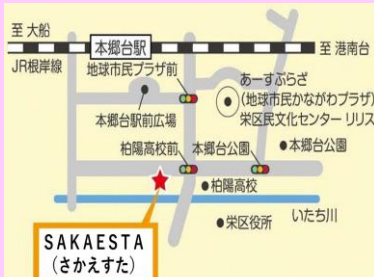 至 大船
本郷台駅
至 港南台
JR根岸線
地球市民プラザ前
あーすぷらざ
(地球市民かながわプラザ)
栄区民文化センター リリス
本郷台駅前広場
柏陽高校前
本郷台公園
本郷台公園
柏陽高校
いたち川
栄区役所
SAKAESTA
(さかえすた)